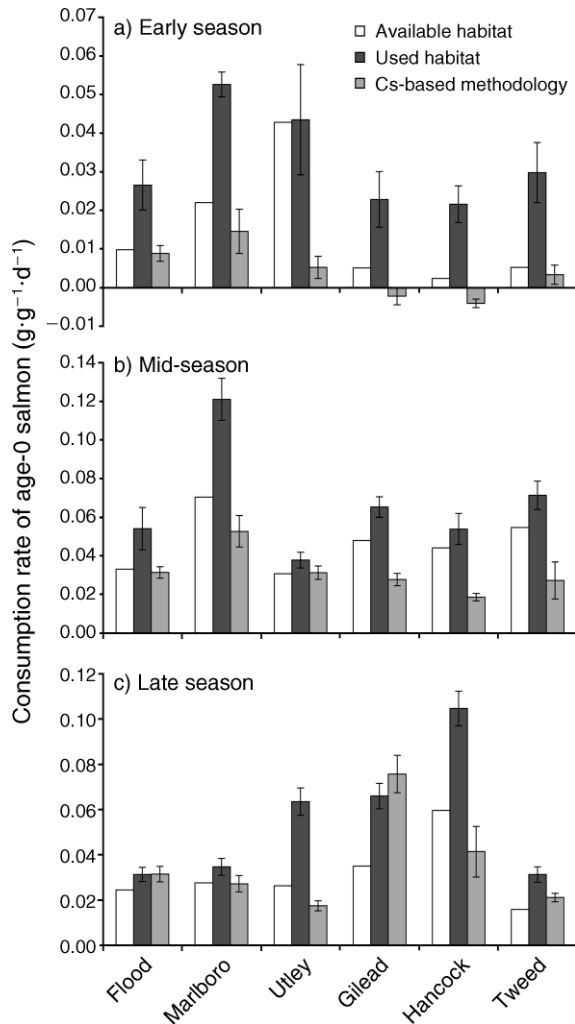 Consumption rate of age-0 salmon (g·g⁻¹·d⁻¹)
a) Early season
Available habitat
Used habitat
Cs-based methodology
0.07
0.06
0.05
0.04
0.03
0.02
0.01
0.00
−0.01
b) Mid-season
0.14
0.12
0.10
0.08
0.06
0.04
0.02
0.00
c) Late season
0.12
0.10
0.08
0.06
0.04
0.02
0.00
Flood
Marlboro
Utley
Gilead
Hancock
Tweed